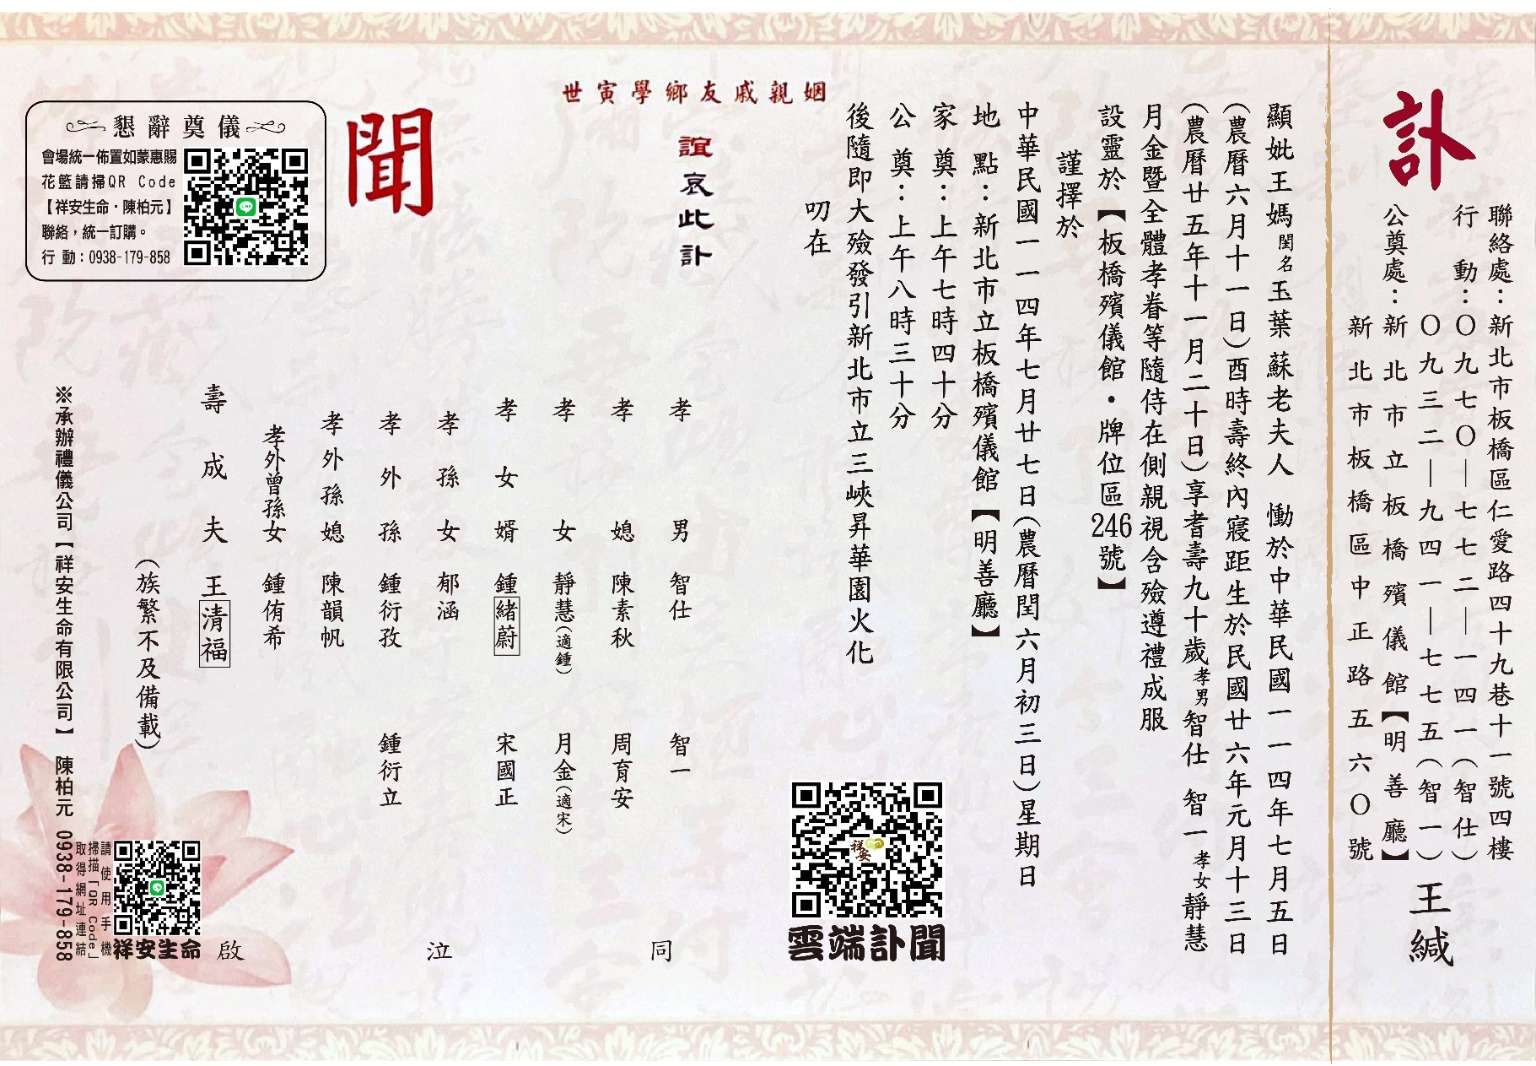 訃
聯絡處：新北市板橋區仁愛路四十九巷十一號四樓
行動：〇九七〇—七七二—一四一（智仕）
〇九三二—九四一—七七五（智一）
公奠處：新北市立板橋殯儀館【明善廳】
新北市板橋區中正路五六〇號
王緘
顯妣王媽閨名玉葉 蘇老夫人 慟於中華民國一一四年七月五日
（農曆六月十一日）酉時壽終內寢距生於民國廿六年元月十三日
（農曆廿五年十一月二十日）享耆壽九十歲孝男智仕 智一孝女靜慧
月金暨全體孝眷等隨侍在側親視含殮遵禮成服
設靈於【板橋殯儀館・牌位區246號】
謹擇於
中華民國一一四年七月廿七日（農曆閏六月初三日）星期日
地點：新北市立板橋殯儀館【明善廳】
家奠：上午七時四十分
公奠：上午八時三十分
後隨即大殮發引新北市立三峽昇華園火化
叨在
姻親戚友鄉學寅世
誼哀此訃
聞
孝男 智仕 智一
孝媳 陳素秋 周育安
孝女 靜慧（適鍾） 月金（適宋）
孝女婿 鍾緒蔚 宋國正
孝孫女 郁涵
孝外孫 鍾衍孜 鍾衍立
孝外孫媳 陳韻帆
孝外曾孫女 鍾侑希
壽成夫 王清福
（族繁不及備載）
同
泣
啟
雲端訃聞
祥安
懇辭奠儀
會場統一佈置如蒙惠賜
花籃請掃QR Code
【祥安生命・陳柏元】
聯絡，統一訂購。
行動：0938-179-858
※承辦禮儀公司【祥安生命有限公司】 陳柏元 0938-179-858
請使用手機
掃描「QR Code」
取得網址連結
祥安生命